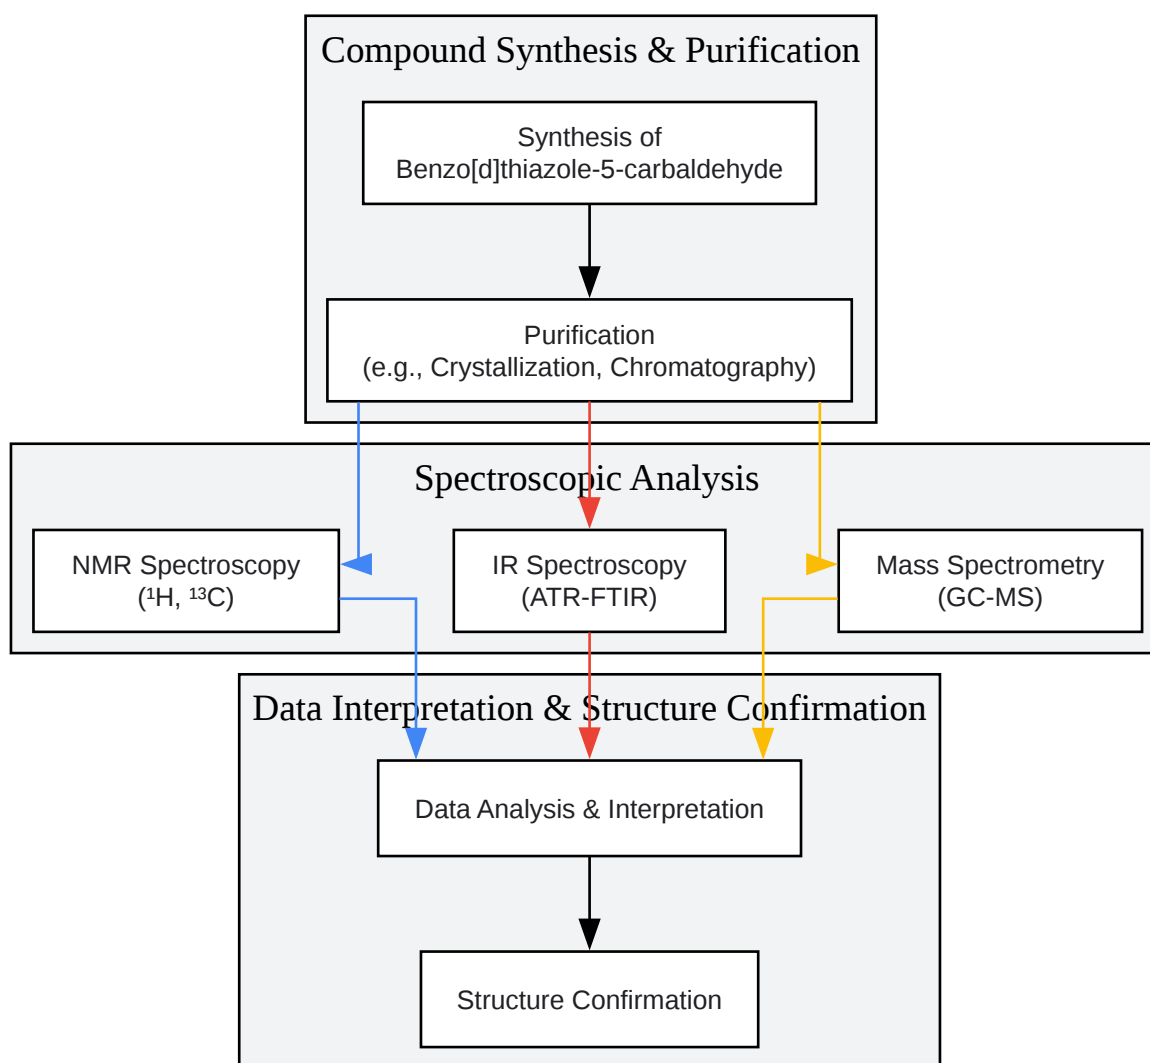 Compound Synthesis & Purification
Synthesis of
Benzo[d]thiazole-5-carbaldehyde
Purification
(e.g., Crystallization, Chromatography)
Spectroscopic Analysis
NMR Spectroscopy
(¹H, ¹³C)
IR Spectroscopy
(ATR-FTIR)
Mass Spectrometry
(GC-MS)
Data Interpretation & Structure Confirmation
Data Analysis & Interpretation
Structure Confirmation